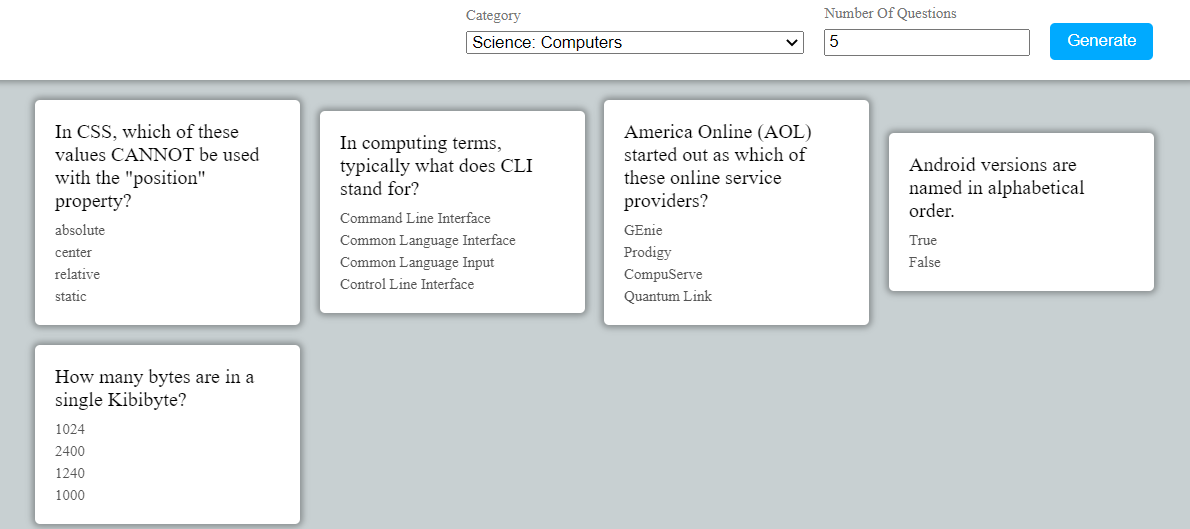 Category
Science: Computers
Number Of Questions
5
Generate
In CSS, which of these
values CANNOT be used
with the "position"
property?
absolute
center
relative
static
In computing terms,
typically what does CLI
stand for?
Command Line Interface
Common Language Interface
Common Language Input
Control Line Interface
America Online (AOL)
started out as which of
these online service
providers?
GEnie
Prodigy
CompuServe
Quantum Link
Android versions are
named in alphabetical
order.
True
False
How many bytes are in a
single Kibibyte?
1024
2400
1240
1000